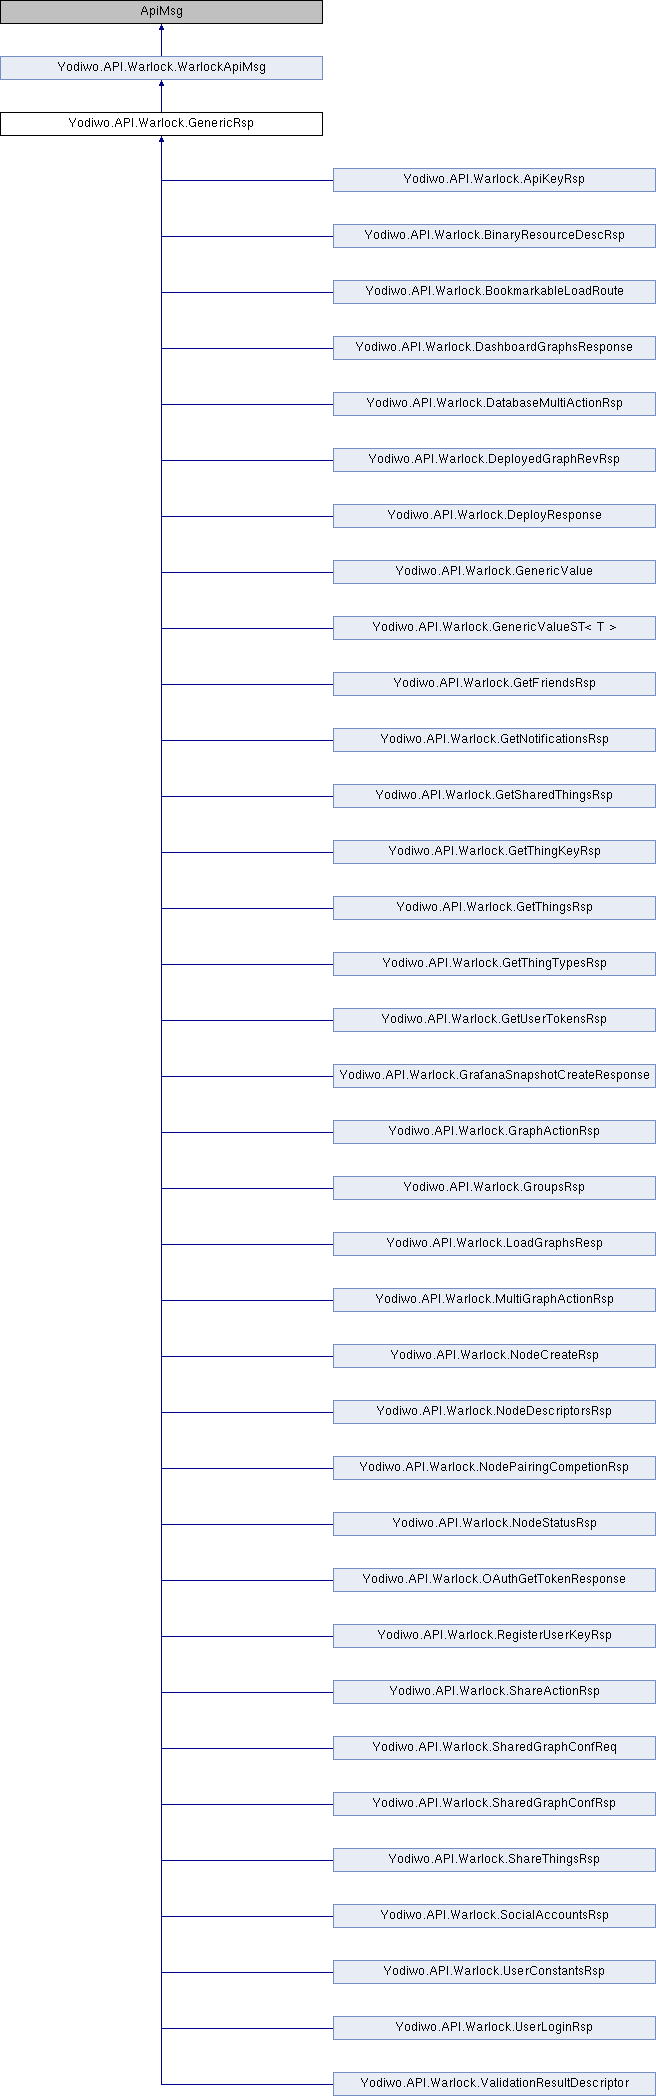 ApiMsg
Yodiwo.API.Warlock.WarlockApiMsg
Yodiwo.API.Warlock.GenericRsp
Yodiwo.API.Warlock.ApiKeyRsp
Yodiwo.API.Warlock.BinaryResourceDescRsp
Yodiwo.API.Warlock.BookmarkableLoadRoute
Yodiwo.API.Warlock.DashboardGraphsResponse
Yodiwo.API.Warlock.DatabaseMultiActionRsp
Yodiwo.API.Warlock.DeployedGraphRevRsp
Yodiwo.API.Warlock.DeployResponse
Yodiwo.API.Warlock.GenericValue
Yodiwo.API.Warlock.GenericValueST< T >
Yodiwo.API.Warlock.GetFriendsRsp
Yodiwo.API.Warlock.GetNotificationsRsp
Yodiwo.API.Warlock.GetSharedThingsRsp
Yodiwo.API.Warlock.GetThingKeyRsp
Yodiwo.API.Warlock.GetThingsRsp
Yodiwo.API.Warlock.GetThingTypesRsp
Yodiwo.API.Warlock.GetUserTokensRsp
Yodiwo.API.Warlock.GrafanaSnapshotCreateResponse
Yodiwo.API.Warlock.GraphActionRsp
Yodiwo.API.Warlock.GroupsRsp
Yodiwo.API.Warlock.LoadGraphsResp
Yodiwo.API.Warlock.MultiGraphActionRsp
Yodiwo.API.Warlock.NodeCreateRsp
Yodiwo.API.Warlock.NodeDescriptorsRsp
Yodiwo.API.Warlock.NodePairingCompetionRsp
Yodiwo.API.Warlock.NodeStatusRsp
Yodiwo.API.Warlock.OAuthGetTokenResponse
Yodiwo.API.Warlock.RegisterUserKeyRsp
Yodiwo.API.Warlock.ShareActionRsp
Yodiwo.API.Warlock.SharedGraphConfReq
Yodiwo.API.Warlock.SharedGraphConfRsp
Yodiwo.API.Warlock.ShareThingsRsp
Yodiwo.API.Warlock.SocialAccountsRsp
Yodiwo.API.Warlock.UserConstantsRsp
Yodiwo.API.Warlock.UserLoginRsp
Yodiwo.API.Warlock.ValidationResultDescriptor